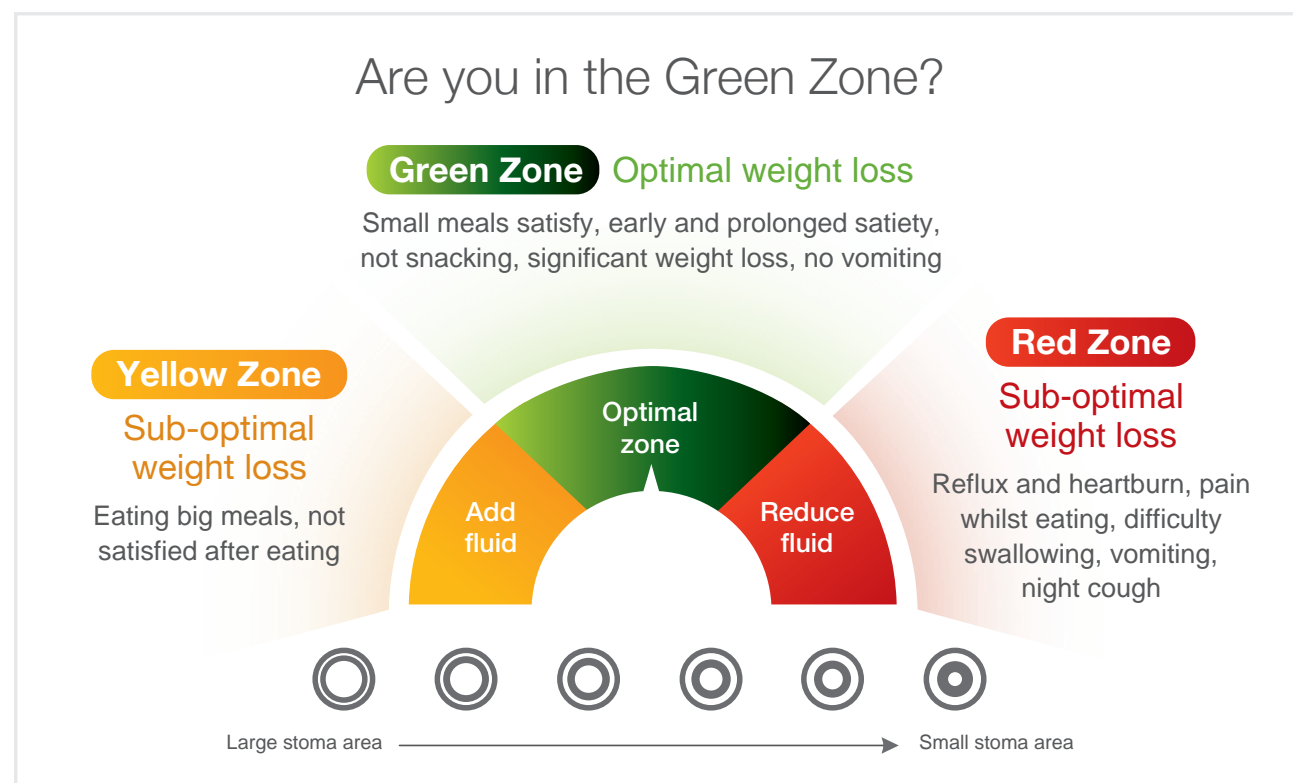 Are you in the Green Zone?
Green Zone Optimal weight loss
Small meals satisfy, early and prolonged satiety,
not snacking, significant weight loss, no vomiting
Yellow Zone
Sub-optimal
weight loss
Eating big meals, not
satisfied after eating
Add
fluid
Optimal
zone
Reduce
fluid
Red Zone
Sub-optimal
weight loss
Reflux and heartburn, pain
whilst eating, difficulty
swallowing, vomiting,
night cough
Large stoma area
Small stoma area